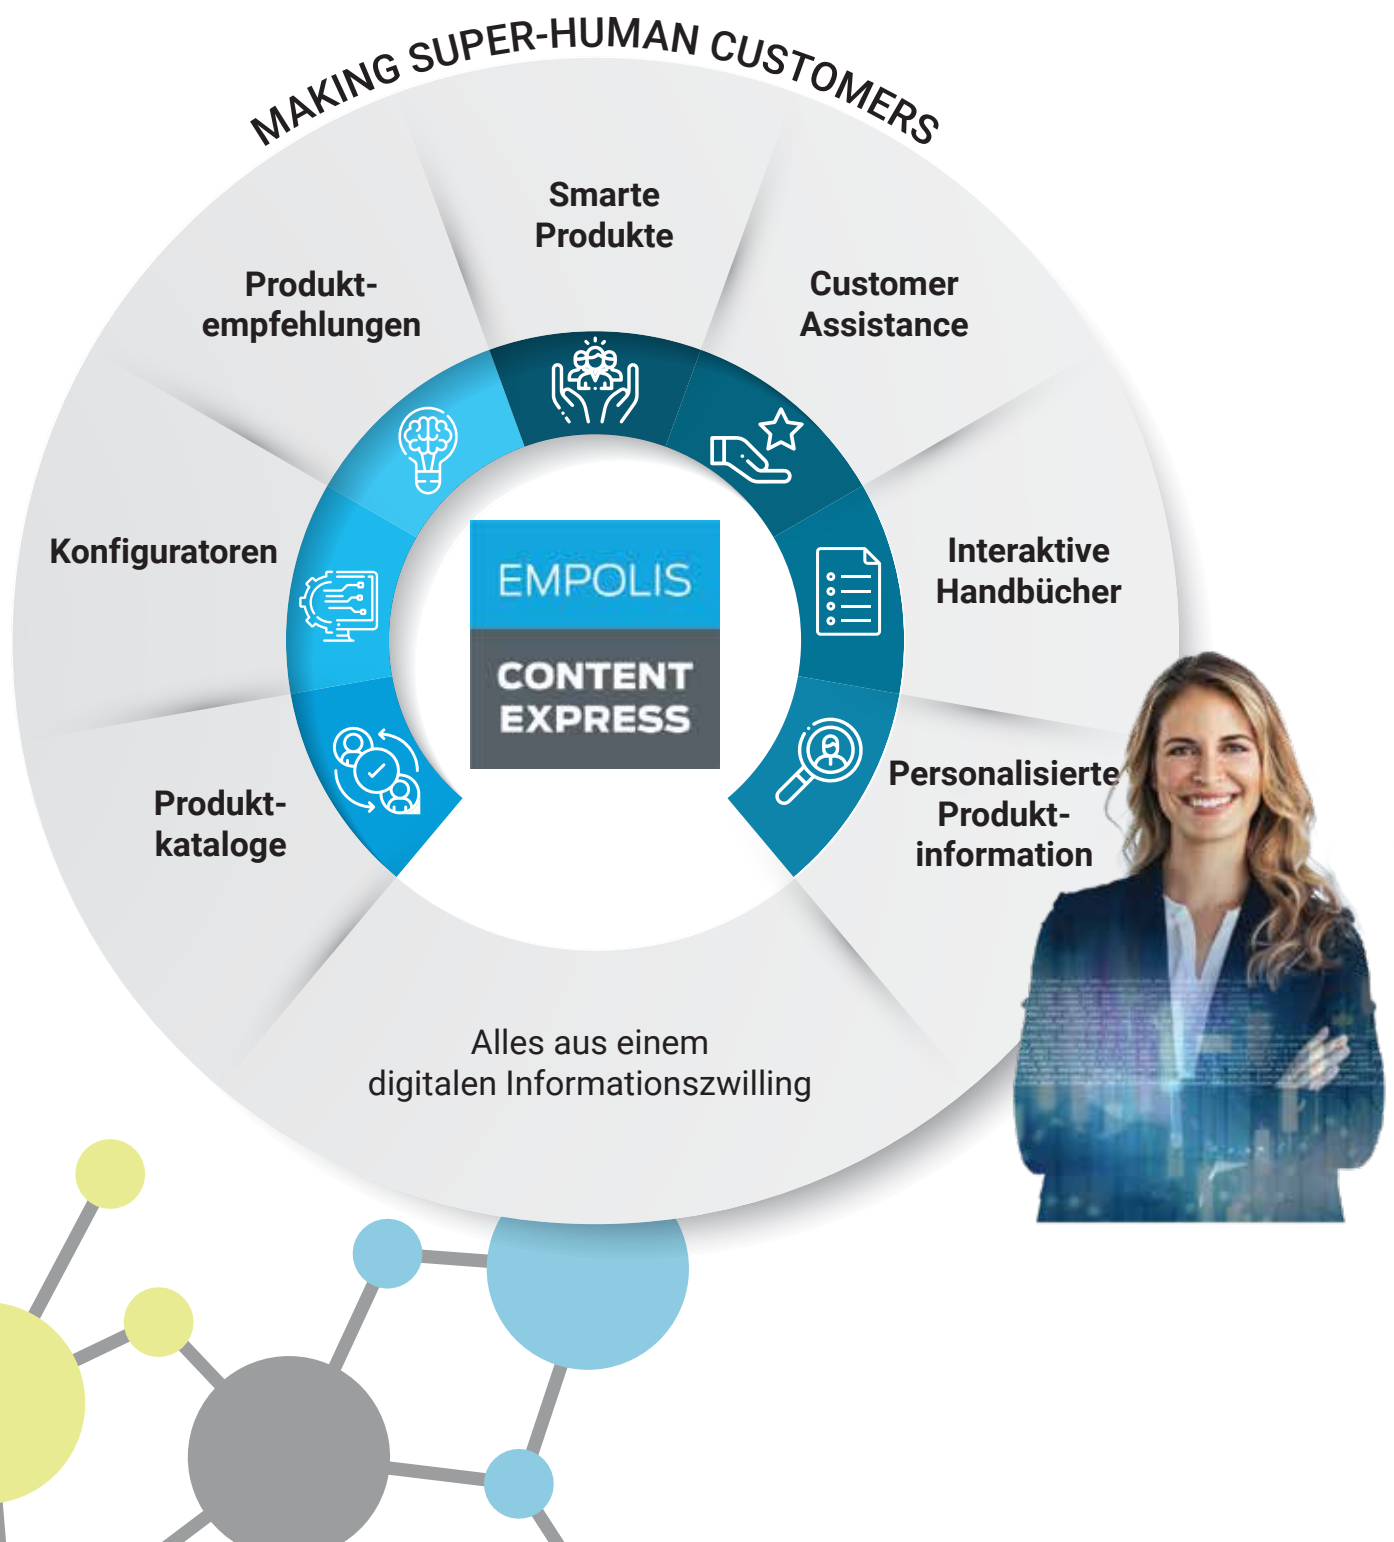 MAKING SUPER-HUMAN CUSTOMERS
Smarte
Produkte
Produkt-
empfehlungen
Customer
Assistance
Konfiguratoren
Interaktive
Handbücher
EMPOLIS
CONTENT
EXPRESS
Produkt-
kataloge
Personalisierte
Produkt-
information
Alles aus einem
digitalen Informationszwilling